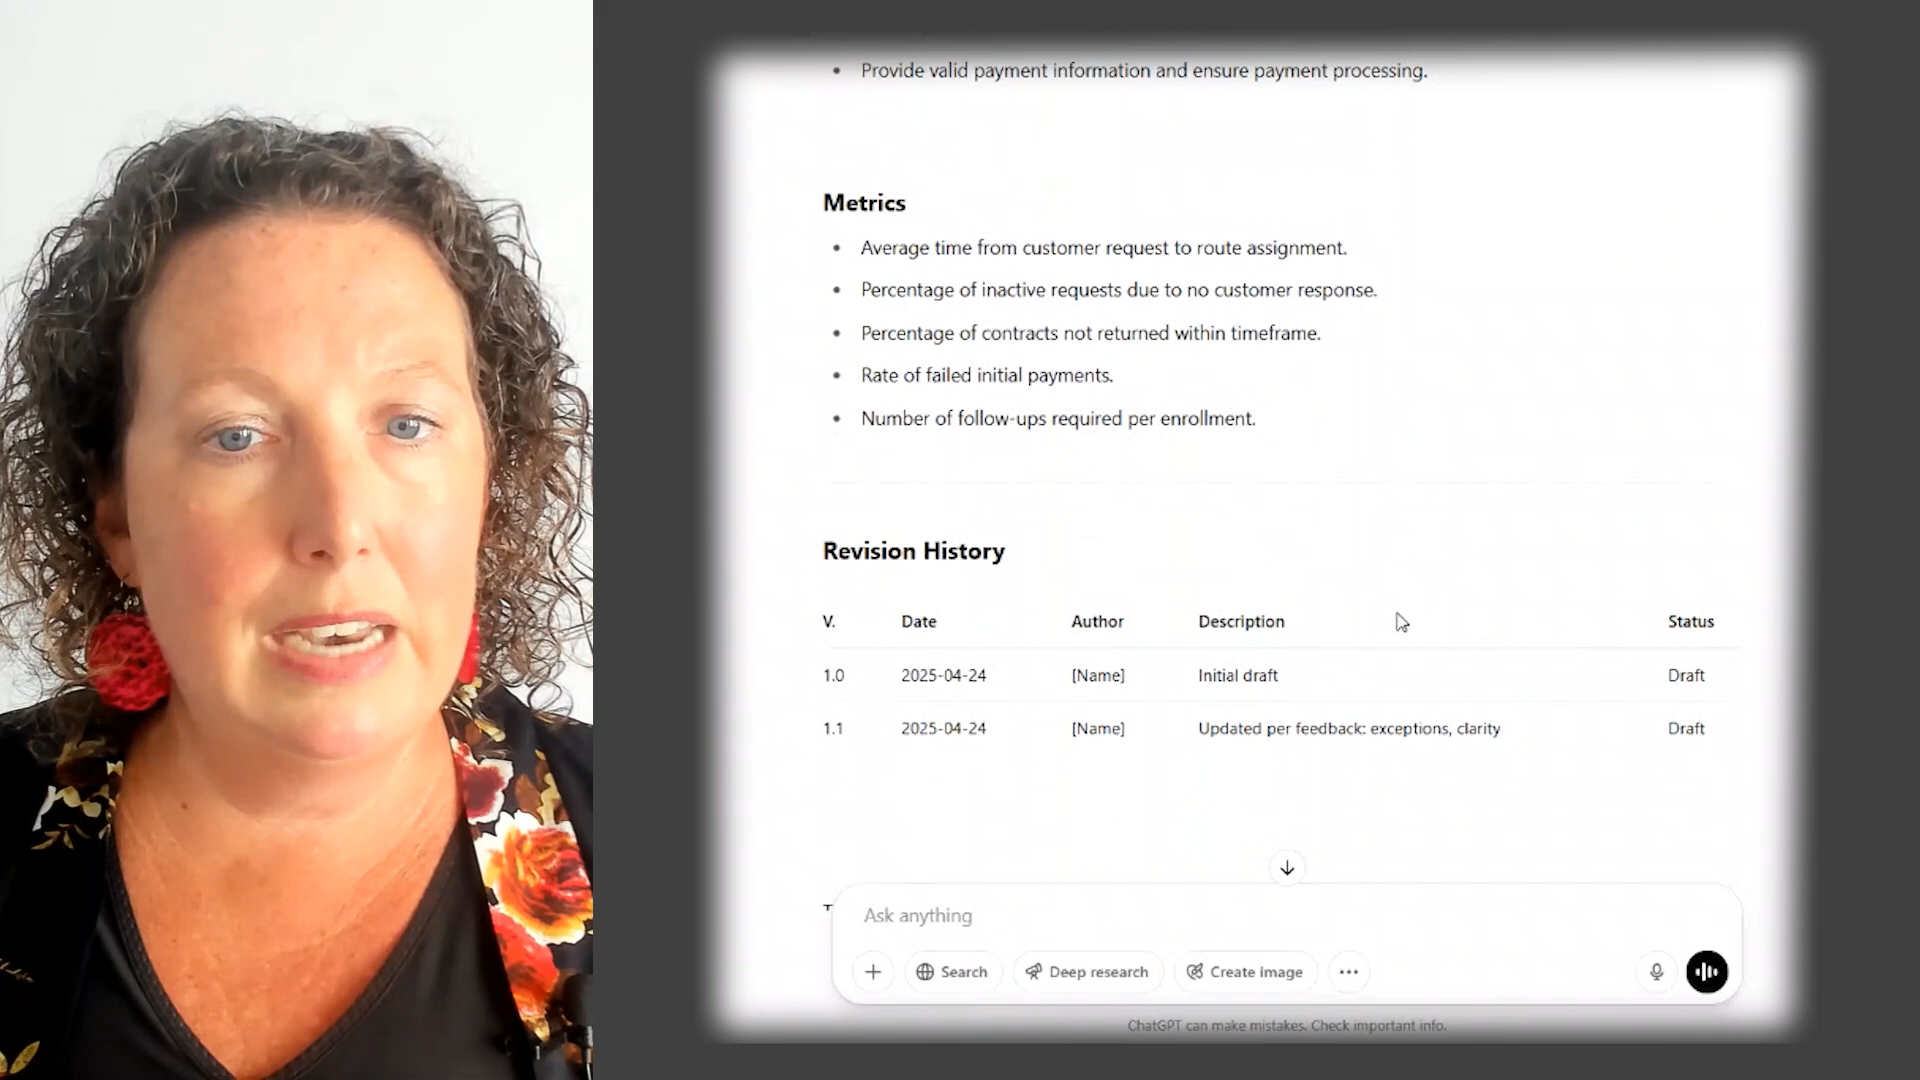 Provide valid payment information and ensure payment processing.
Metrics
Average time from customer request to route assignment.
Percentage of inactive requests due to no customer response.
Percentage of contracts not returned within timeframe.
Rate of failed initial payments.
Number of follow-ups required per enrollment.
Revision History
V. Date Author Description Status
1.0 2025-04-24 [Name] Initial draft Draft
1.1 2025-04-24 [Name] Updated per feedback: exceptions, clarity Draft
Ask anything
Search Deep research Create image
ChatGPT can make mistakes. Check important info.